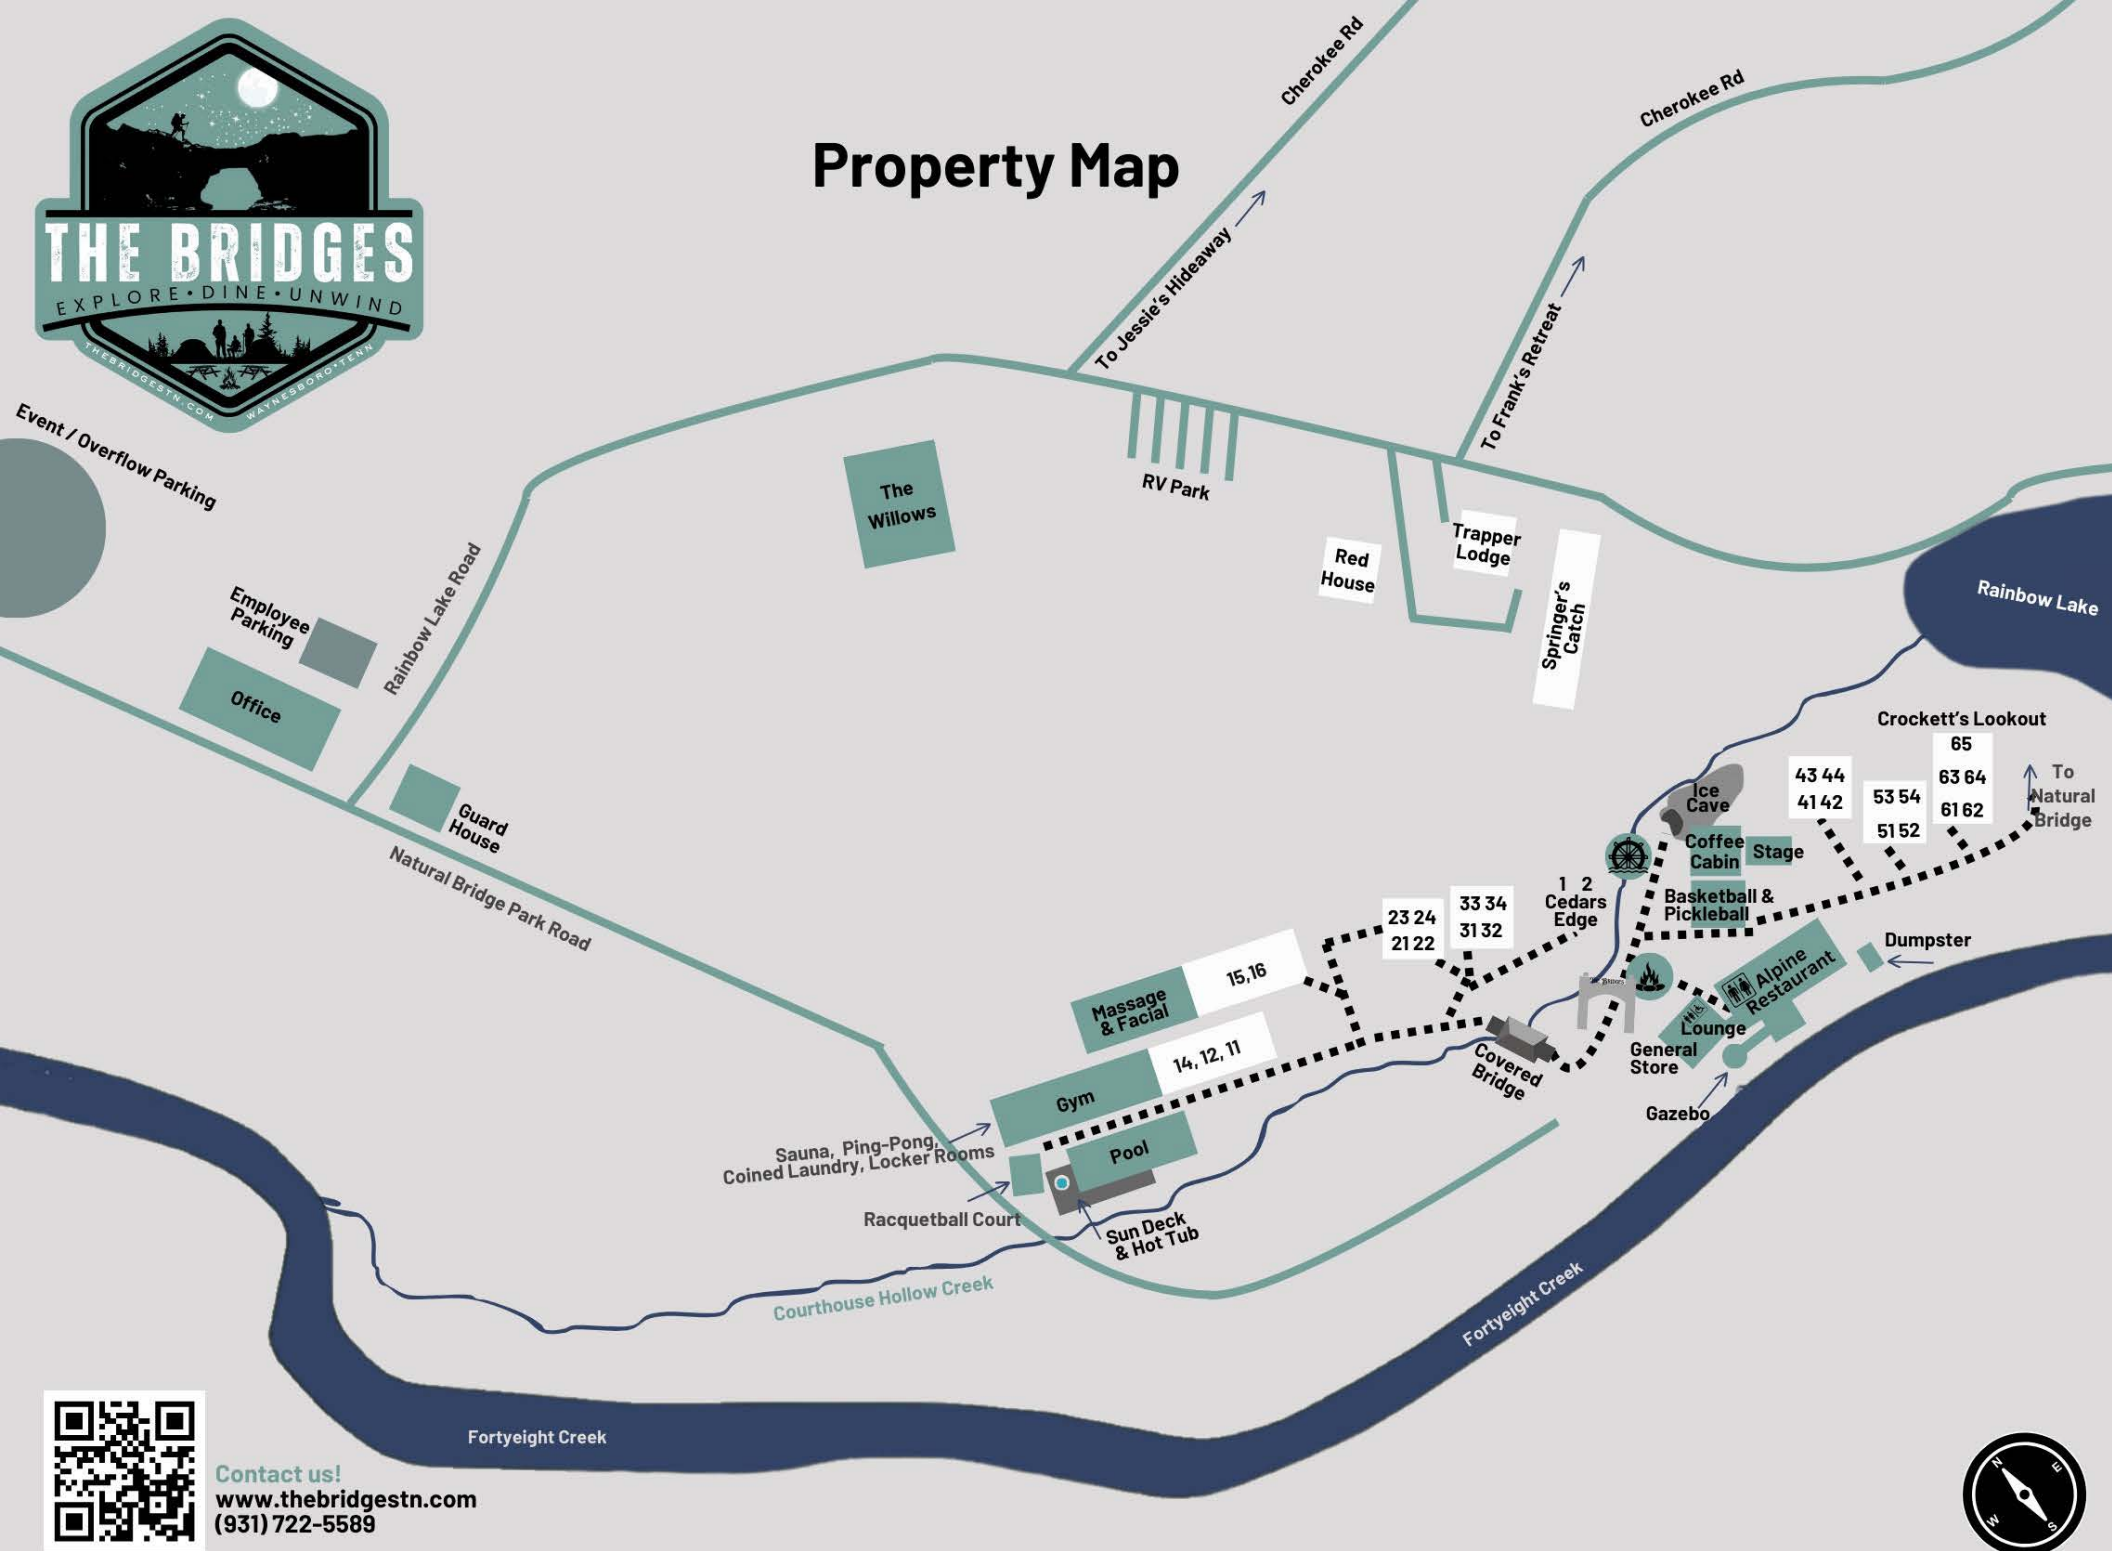 THE BRIDGES
EXPLORE•DINE•UNWIND
THEBRIDGESTN.COM
WAYNESBORO•TENN
Property Map
Cherokee Rd
Cherokee Rd
To Jessie's Hideaway
To Frank's Retreat
Event / Overflow Parking
Employee
Parking
Office
Rainbow Lake Road
Guard
House
Natural Bridge Park Road
The
Willows
RV Park
Red
House
Trapper
Lodge
Springer's
Catch
Rainbow Lake
Crockett's Lookout
65
63 64
61 62
43 44
41 42
53 54
51 52
To
Natural
Bridge
Ice
Cave
Coffee
Cabin
Stage
Basketball &
Pickleball
1 2
Cedars
Edge
33 34
31 32
23 24
21 22
Dumpster
Alpine
Restaurant
Lounge
General
Store
Gazebo
Covered
Bridge
Massage
& Facial
15,16
Gym
14, 12, 11
Sauna, Ping-Pong,
Coined Laundry, Locker Rooms
Pool
Racquetball Court
Sun Deck
& Hot Tub
Courthouse Hollow Creek
Fortyeight Creek
Fortyeight Creek
Contact us!
www.thebridgestn.com
(931) 722-5589
N
E
W
S